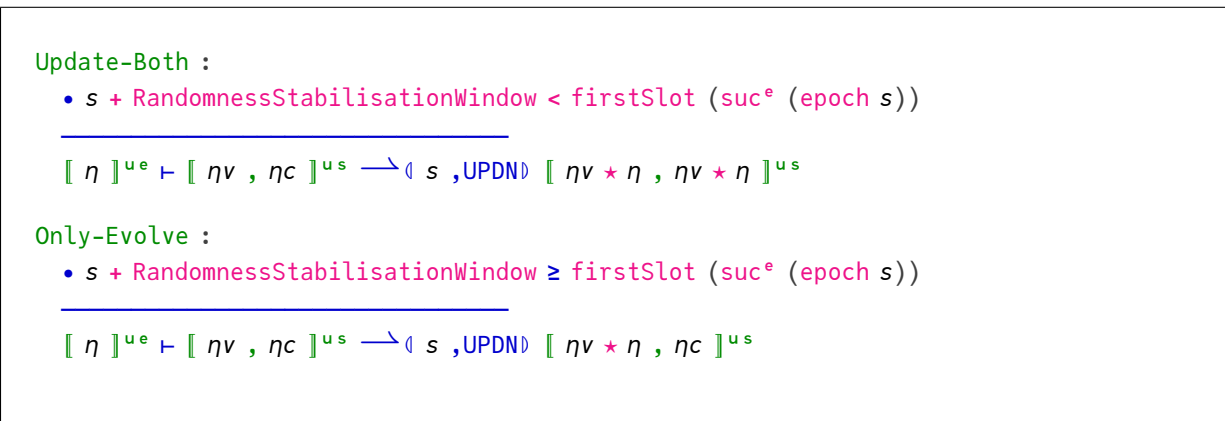 Update-Both :
• s + RandomnessStabilisationWindow < firstSlot (sucᵉ (epoch s))
────────────────────────────────
⟦ η ⟧ᵘᵉ ⊢ ⟦ ηv , ηc ⟧ᵘˢ ⇀⦇ s ,UPDN⦈ ⟦ ηv ⋆ η , ηv ⋆ η ⟧ᵘˢ
Only-Evolve :
• s + RandomnessStabilisationWindow ≥ firstSlot (sucᵉ (epoch s))
────────────────────────────────
⟦ η ⟧ᵘᵉ ⊢ ⟦ ηv , ηc ⟧ᵘˢ ⇀⦇ s ,UPDN⦈ ⟦ ηv ⋆ η , ηc ⟧ᵘˢ